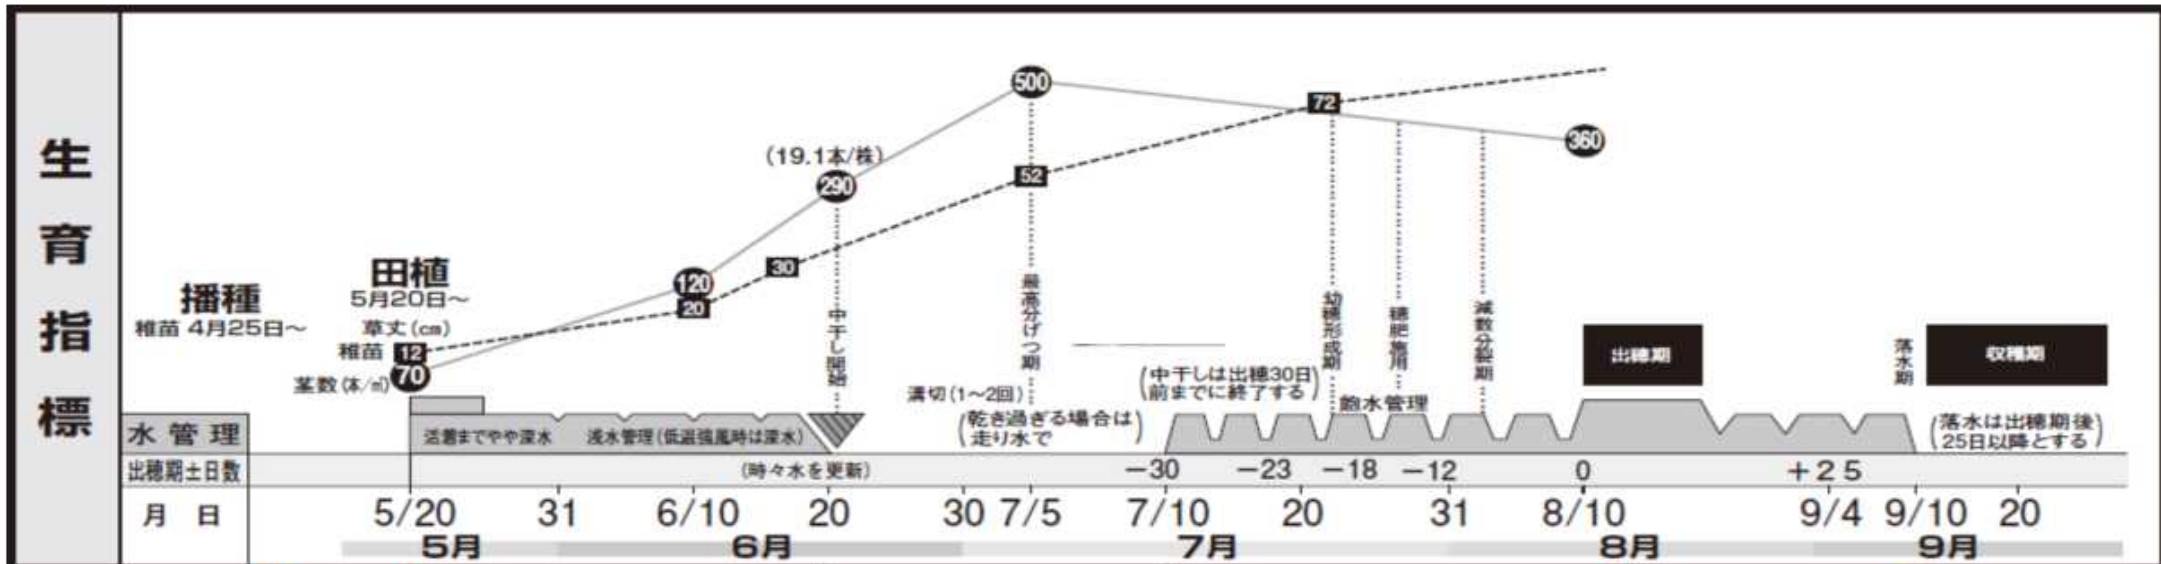 生育指標
500
72
360
(19.1本/株)
290
52
30
120
20
播種
稚苗 4月25日～
田植
5月20日～
草丈(㎝)
稚苗 12
70
茎数(本/㎡)
中干し開始
最高分げつ期
幼穂形成期
穂肥施用
減数分裂期
出穂期
落水期
収穫期
溝切(1～2回)
(乾き過ぎる場合は
走り水で)
(中干しは出穂30日
前までに終了する)
飽水管理
(落水は出穂期後
25日以降とする)
水管理
活着までやや深水
浅水管理(低温強風時は深水)
出穂期±日数
(時々水を更新)
−30 −23 −18 −12 0 +25
月 日
5/20 31 6/10 20 30 7/5 7/10 20 31 8/10 9/4 9/10 20
5月 6月 7月 8月 9月